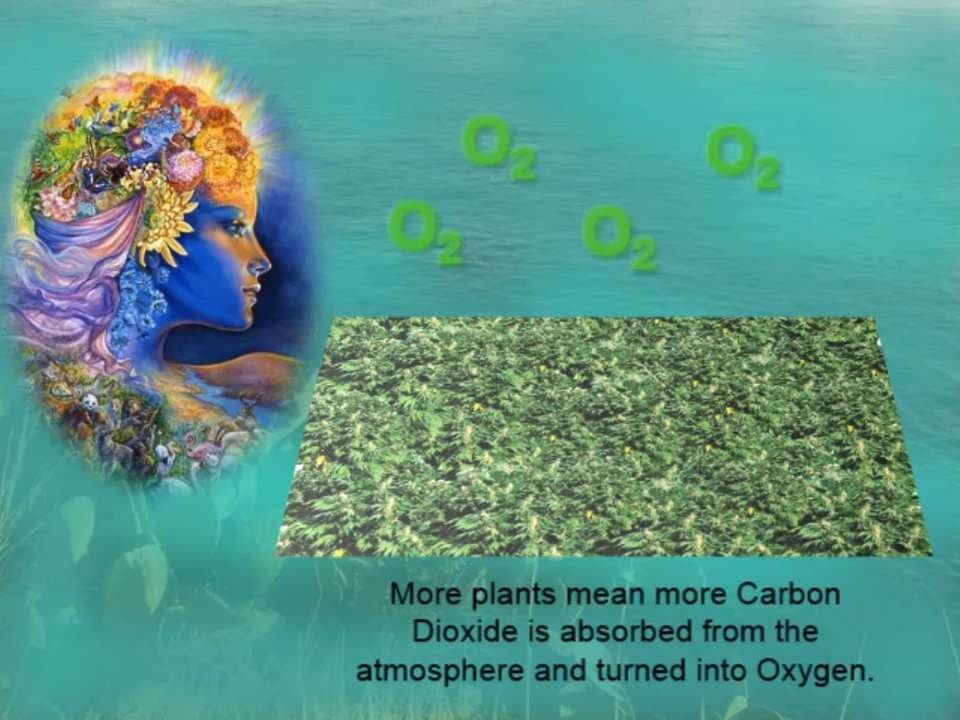 O₂
O₂
O₂
O₂
More plants mean more Carbon
Dioxide is absorbed from the
atmosphere and turned into Oxygen.